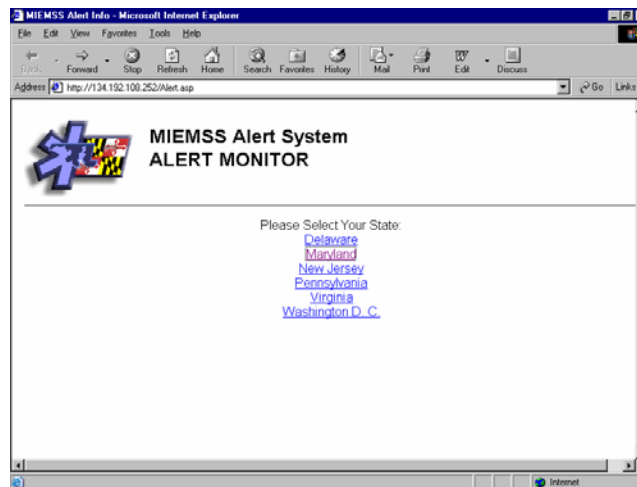 MIEMSS Alert Info - Microsoft Internet Explorer
File Edit View Favorites Tools Help
Back Forward Stop Refresh Home Search Favorites History Mail Print Edit Discuss
Address http://134.192.108.252/Alert.asp Go Links
MIEMSS Alert System
ALERT MONITOR
Please Select Your State:
Delaware
Maryland
New Jersey
Pennsylvania
Virginia
Washington D. C.
Internet